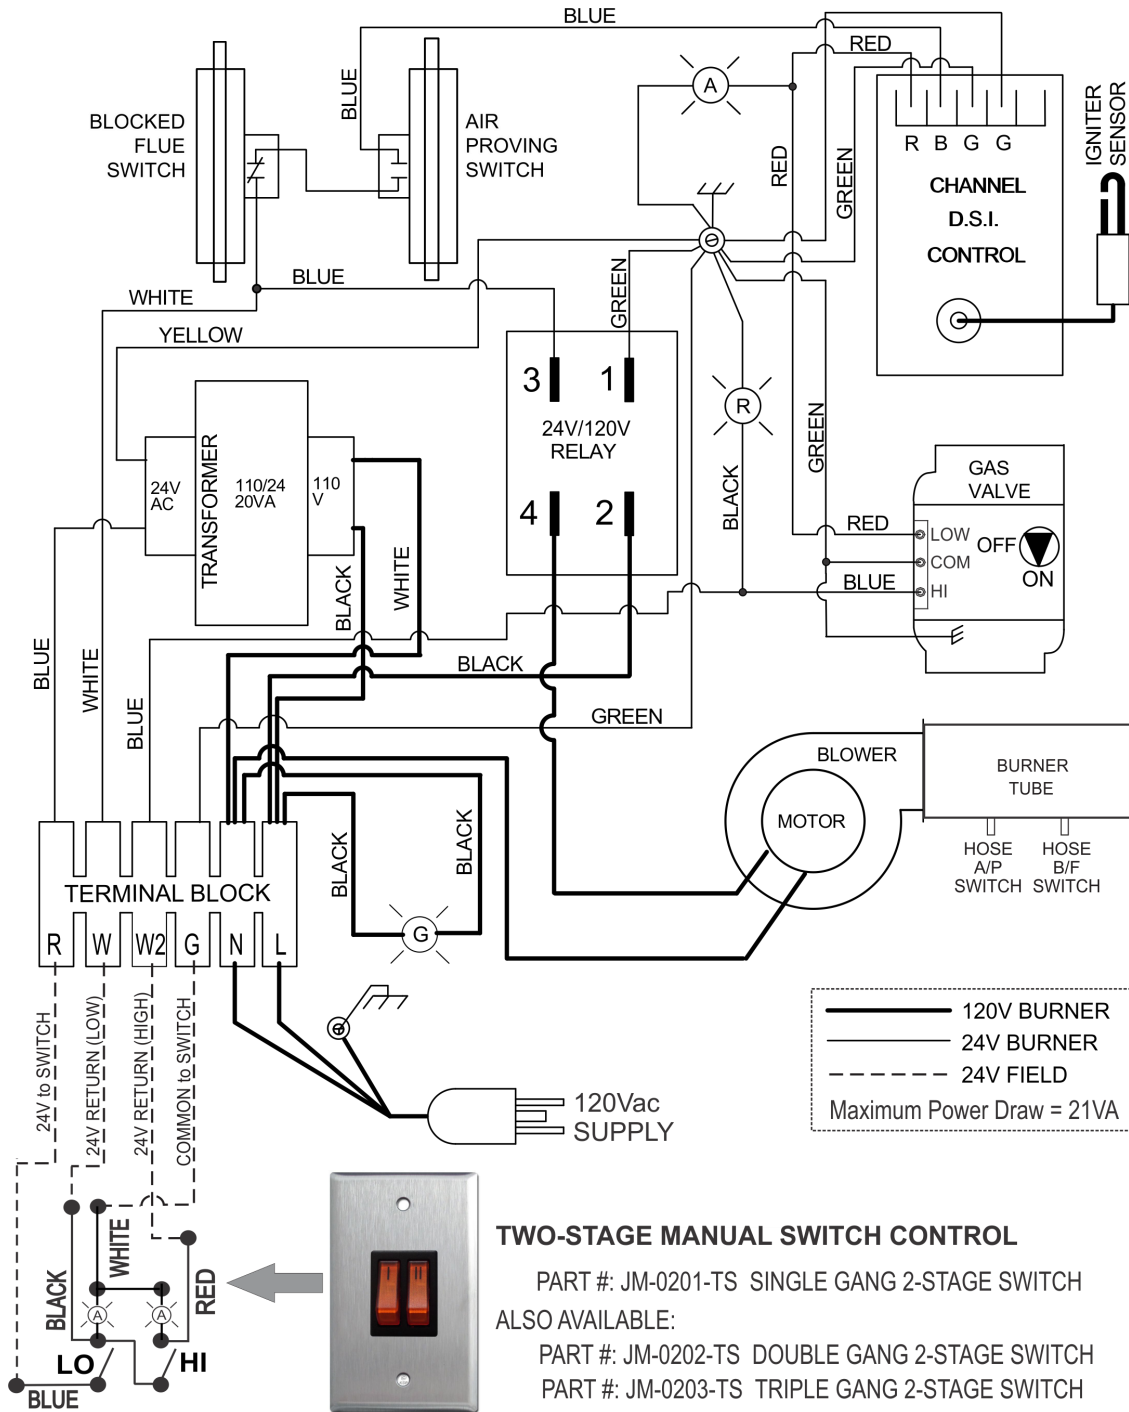 BLUE
RED
A
BLUE
BLOCKED
FLUE
SWITCH
AIR
PROVING
SWITCH
RED
GREEN
R B G G
CHANNEL
D.S.I.
CONTROL
IGNITER
SENSOR
WHITE
BLUE
GREEN
YELLOW
3 1
24V/120V
RELAY
4 2
R
BLACK
GREEN
24V
AC
TRANSFORMER
110/24
20VA
110
V
BLACK
WHITE
GAS
VALVE
RED
LOW
COM
HI
OFF
ON
BLUE
BLUE
WHITE
BLUE
BLACK
GREEN
BLOWER
MOTOR
BURNER
TUBE
HOSE
A/P
SWITCH
HOSE
B/F
SWITCH
BLACK
BLACK
G
TERMINAL BLOCK
R W W2 G N L
24V to SWITCH
24V RETURN (LOW)
24V RETURN (HIGH)
COMMON to SWITCH
120V BURNER
24V BURNER
24V FIELD
Maximum Power Draw = 21VA
120Vac
SUPPLY
BLACK
WHITE
RED
A
A
LO
HI
BLUE
I II
TWO-STAGE MANUAL SWITCH CONTROL
PART #: JM-0201-TS SINGLE GANG 2-STAGE SWITCH
ALSO AVAILABLE:
PART #: JM-0202-TS DOUBLE GANG 2-STAGE SWITCH
PART #: JM-0203-TS TRIPLE GANG 2-STAGE SWITCH